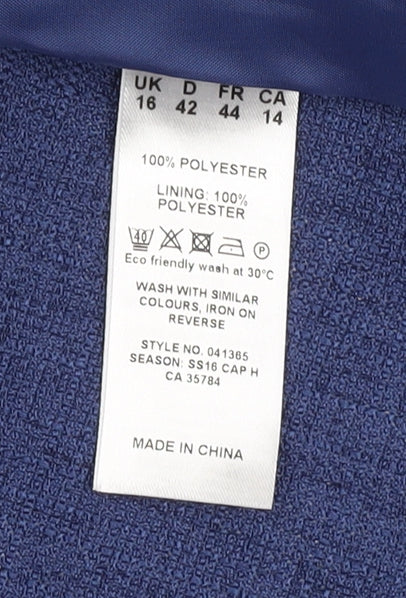 UK D FR CA
16 42 44 14
100% POLYESTER
LINING: 100%
POLYESTER
40 P
Eco friendly wash at 30°C
WASH WITH SIMILAR
COLOURS, IRON ON
REVERSE
STYLE NO. 041365
SEASON: SS16 CAP H
CA 35784
MADE IN CHINA